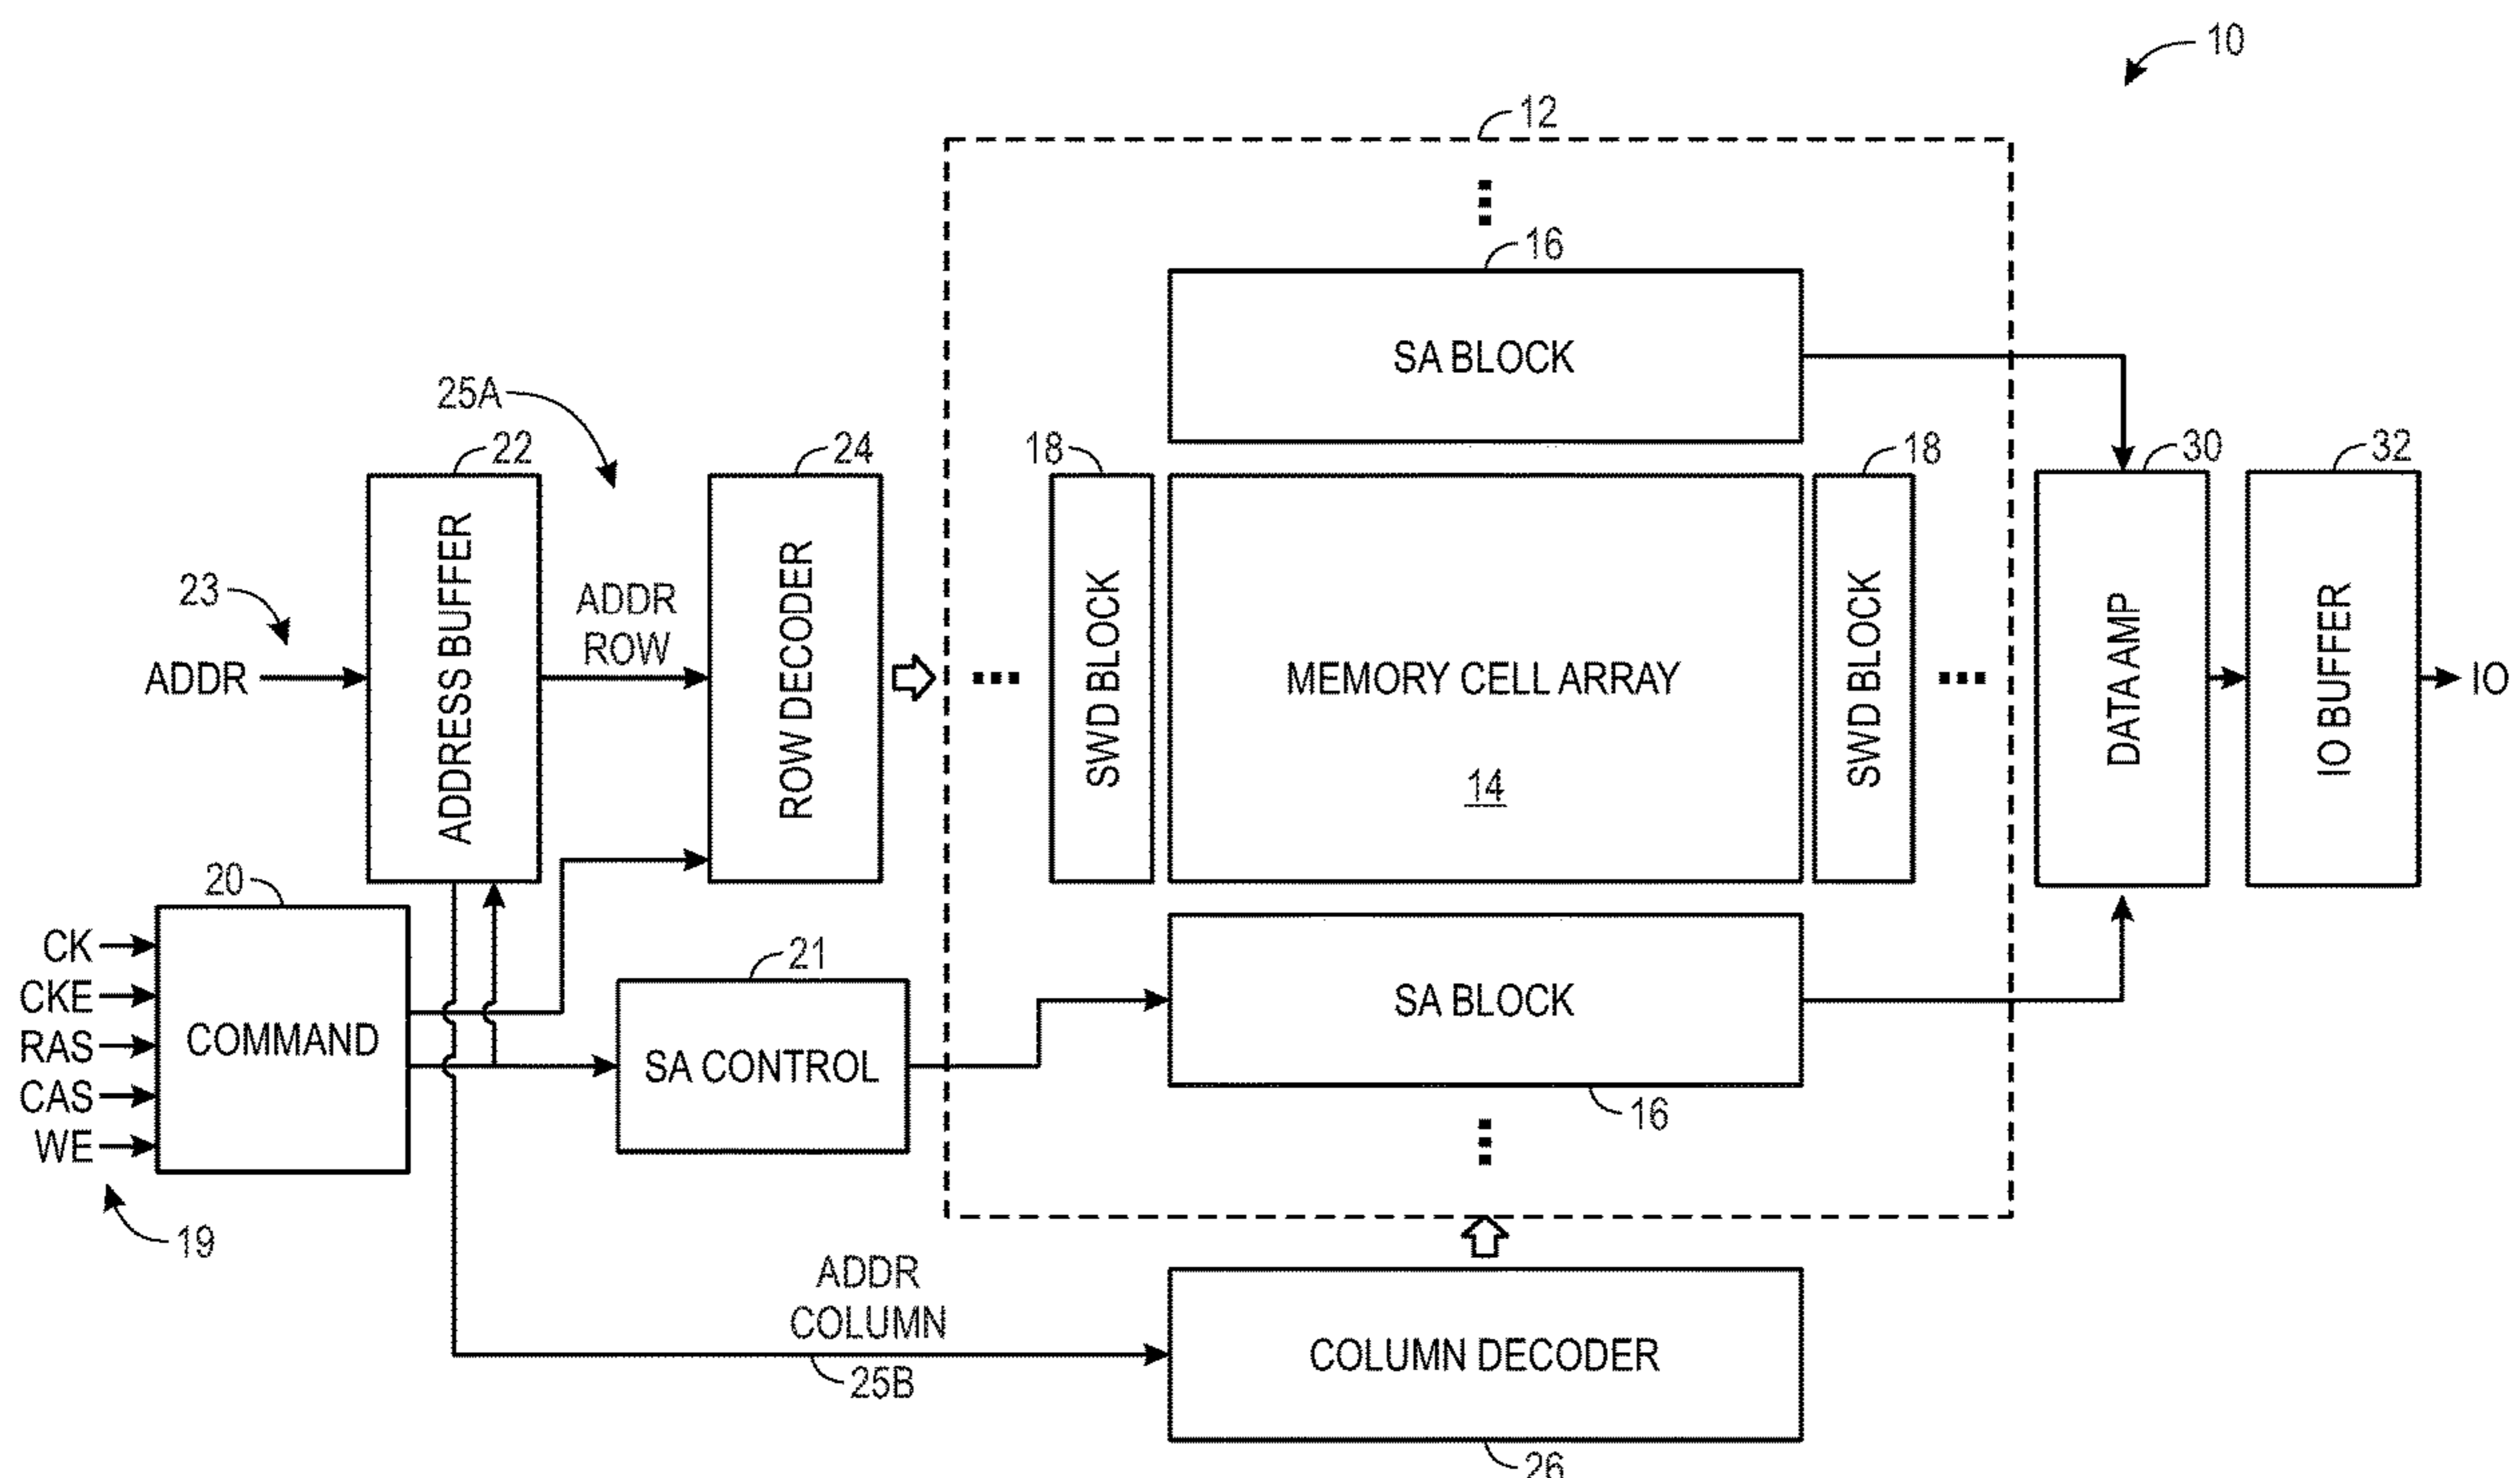 10
12
16
SA BLOCK
25A
22
24
18
18
30
32
ADDRESS BUFFER
ROW DECODER
SWD BLOCK
MEMORY CELL ARRAY
14
SWD BLOCK
DATA AMP
IO BUFFER
IO
23
ADDR
ADDR
ROW
20
CK
CKE
RAS
CAS
WE
COMMAND
19
21
SA CONTROL
SA BLOCK
16
ADDR
COLUMN
25B
COLUMN DECODER
26